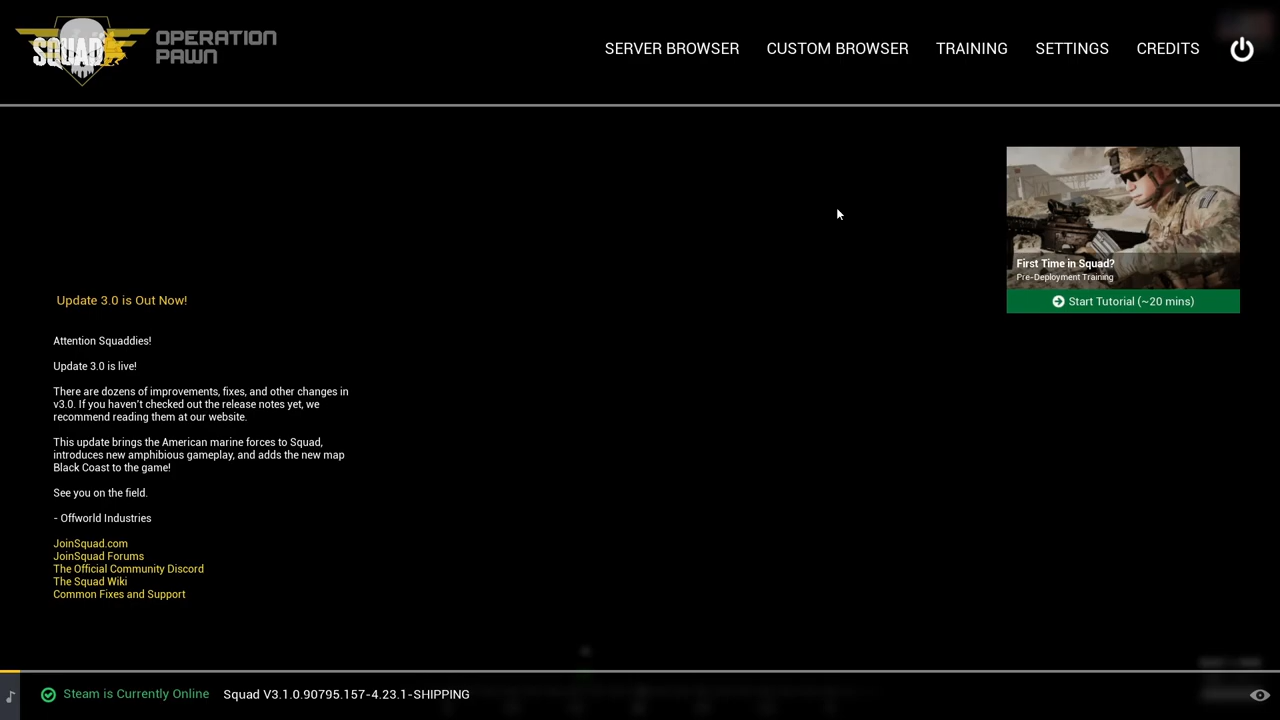 SQUAD
OPERATION
PAWN
SERVER BROWSER
CUSTOM BROWSER
TRAINING
SETTINGS
CREDITS
First Time in Squad?
Pre-Deployment Training
Start Tutorial (~20 mins)
Update 3.0 is Out Now!
Attention Squaddies!
Update 3.0 is live!
There are dozens of improvements, fixes, and other changes in
v3.0. If you haven't checked out the release notes yet, we
recommend reading them at our website.
This update brings the American marine forces to Squad,
introduces new amphibious gameplay, and adds the new map
Black Coast to the game!
See you on the field.
- Offworld Industries
JoinSquad.com
JoinSquad Forums
The Official Community Discord
The Squad Wiki
Common Fixes and Support
Steam is Currently Online
Squad V3.1.0.90795.157-4.23.1-SHIPPING